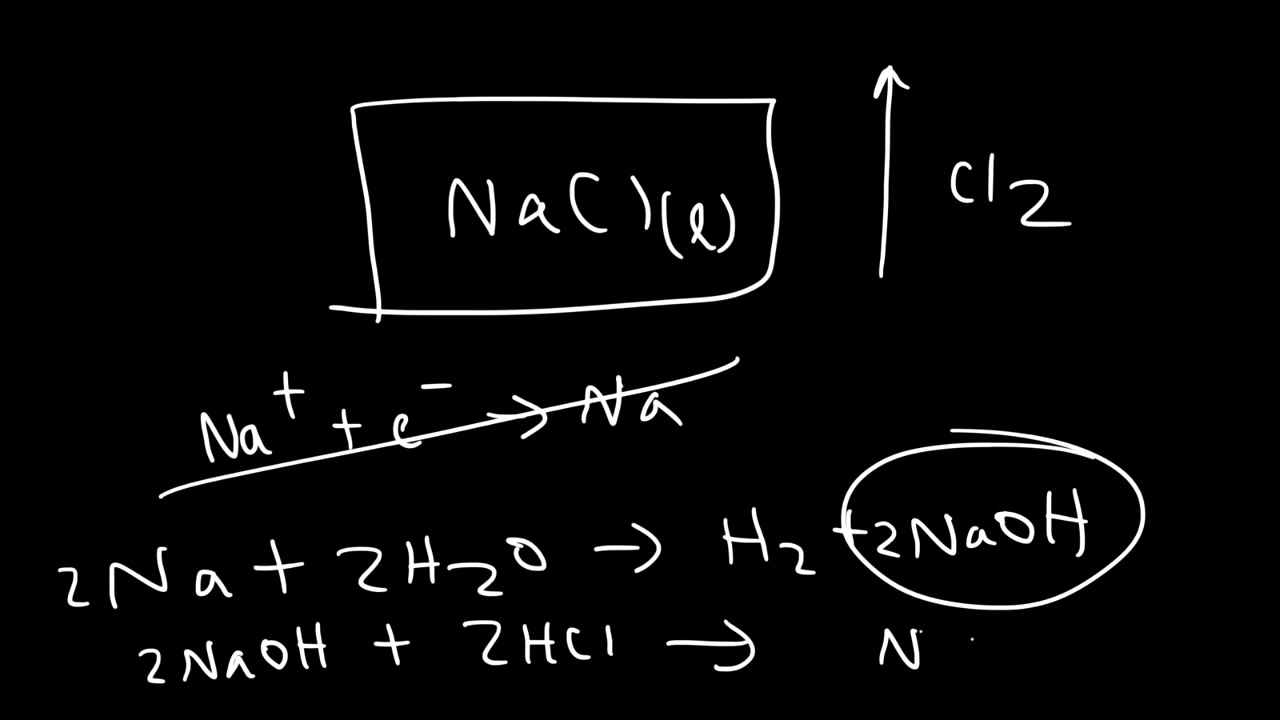 NaCl(l)
Cl2
Na+ + e- → Na
2Na + 2H2O → H2 + 2NaOH
2NaOH + 2HCl → N